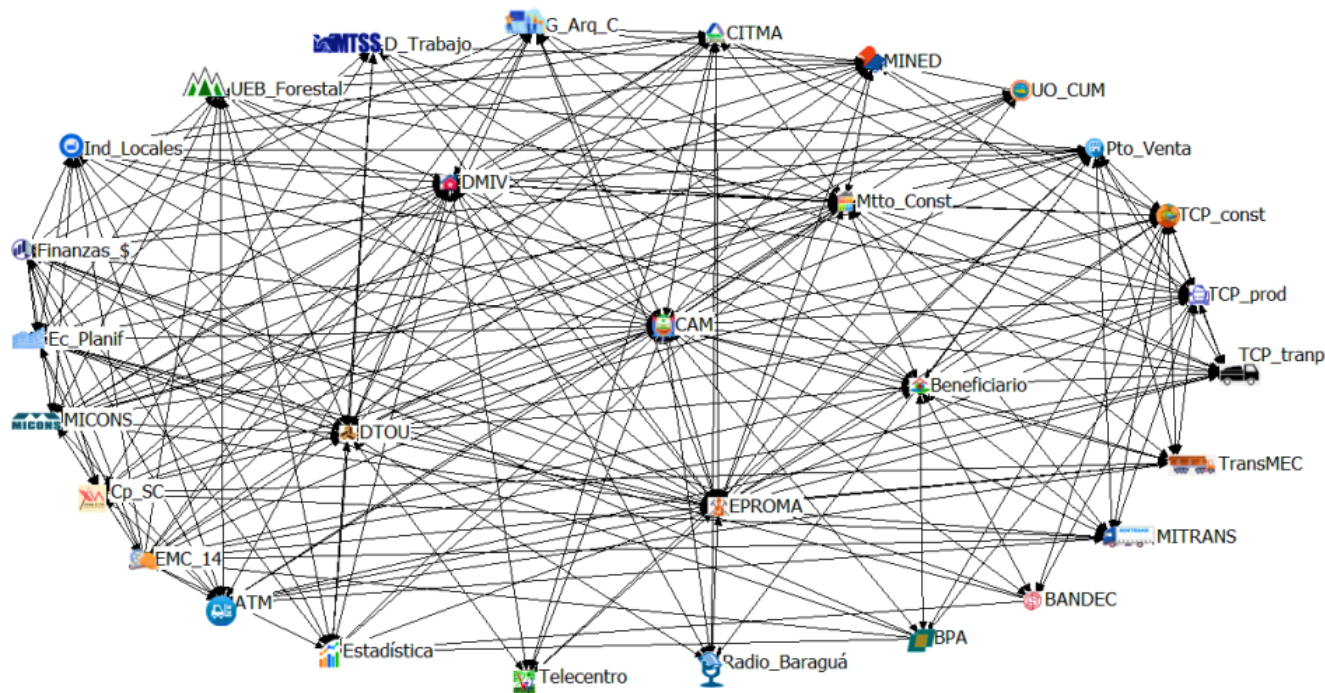 G_Arq_C
CITMA
MTSS
D_Trabajo
MINED
UEB_Forestal
UO_CUM
Ind_Locales
Pto_Venta
DMIV
Mtto_Const
TCP_const
Finanzas_$
TCP_prod
CAM
Ec_Planif
TCP_tranp
Beneficiario
MICONS
MICONS
DTOU
TransMEC
Cp_SC
EPROMA
MITRANS
EMC_14
ATM
BANDEC
BPA
Estadística
Radio_Baraguá
Telecentro